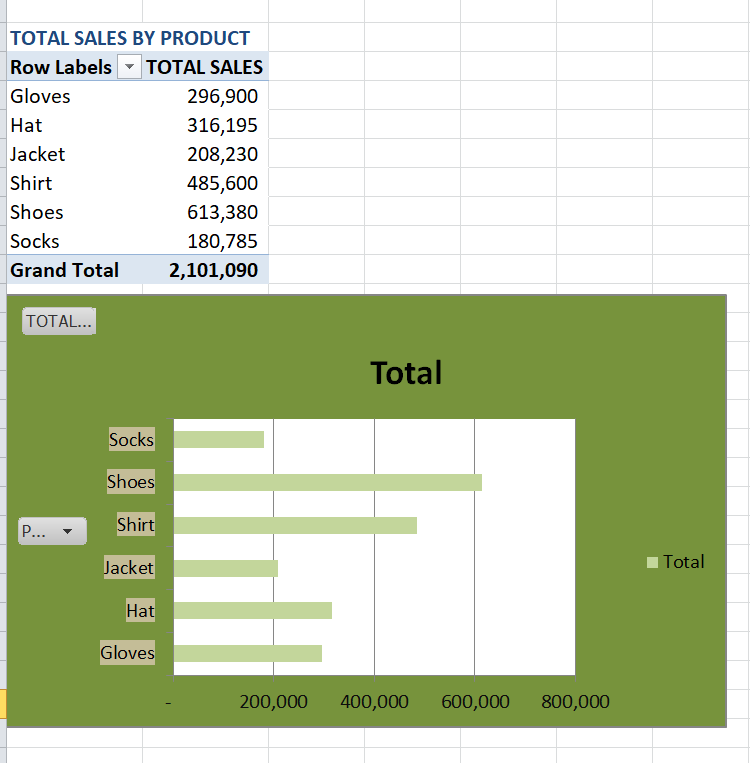 TOTAL SALES BY PRODUCT
Row Labels TOTAL SALES
Gloves 296,900
Hat 316,195
Jacket 208,230
Shirt 485,600
Shoes 613,380
Socks 180,785
Grand Total 2,101,090
TOTAL...
Total
Socks
Shoes
Shirt
P...
Jacket
Total
Hat
Gloves
- 200,000 400,000 600,000 800,000